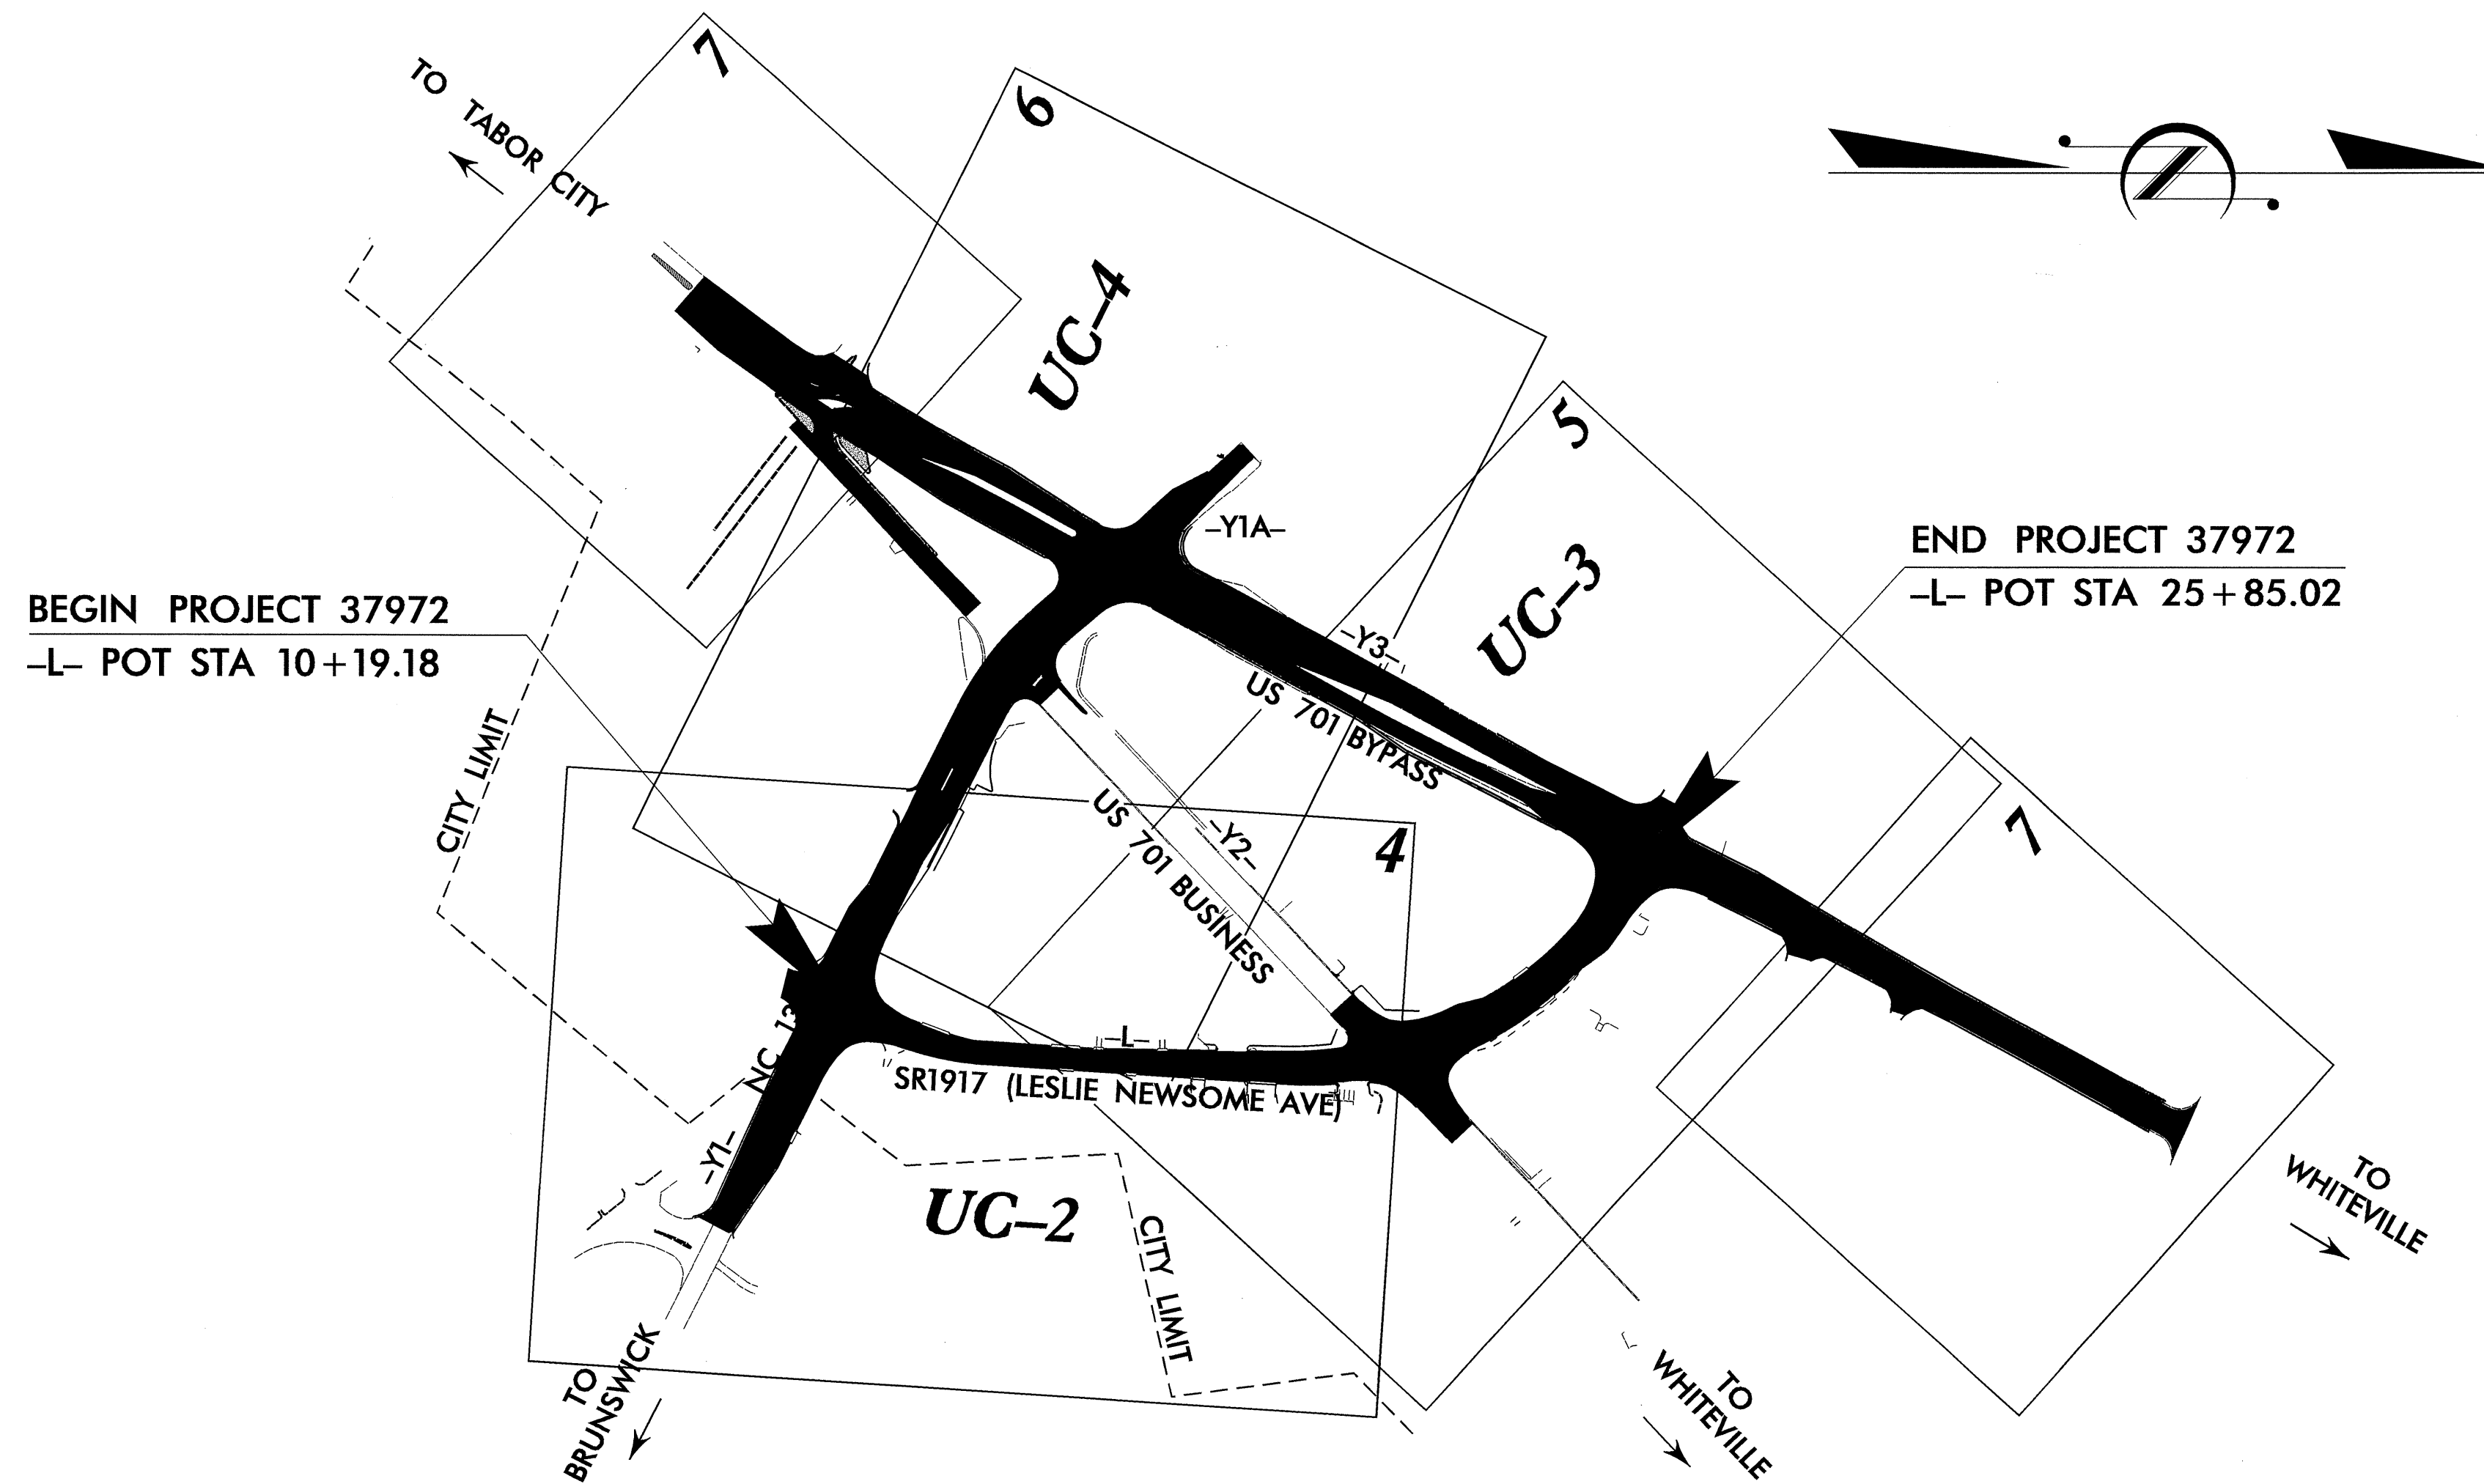 7
6
TO TABOR CITY
UC-4
5
-Y1A-
END PROJECT 37972
-L- POT STA 25+85.02
UC-3
BEGIN PROJECT 37972
-L- POT STA 10+19.18
-Y3-
US 701 BYPASS
CITY LIMIT
US 701 BUSINESS
-Y2-
4
7
NC
-L-
SR1917 (LESLIE NEWSOME AVE)
-Y1-
UC-2
CITY LIMIT
TO
WHITEVILLE
TO
BRUNSWICK
TO
WHITEVILLE